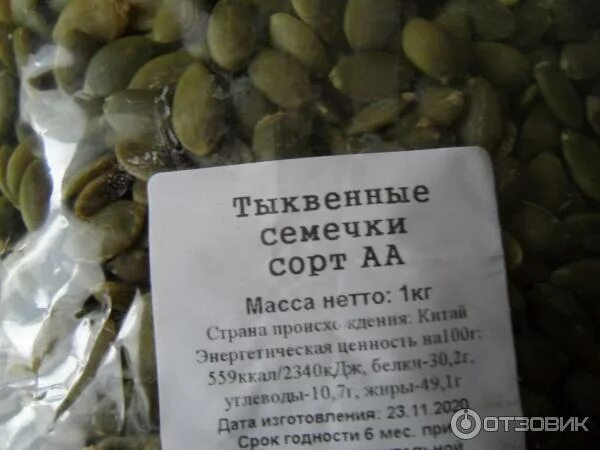 Тыквенные
семечки
сорт АА
Масса нетто: 1кг
Страна происхождения: Китай
Энергетическая ценность на100г:
559ккал/2340кДж, белки-30,2г,
углеводы-10,7г, жиры-49,1г
Дата изготовления: 23.11.2020
Срок годности 6 мес. при
ОТЗОВИК